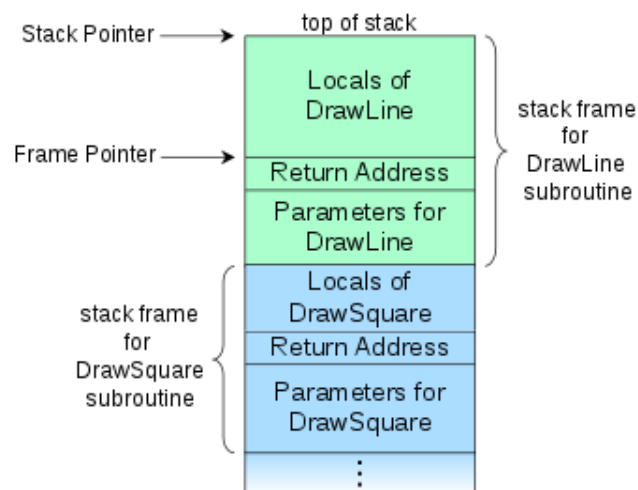 Stack Pointer
top of stack
Locals of
DrawLine
stack frame
for
DrawLine
subroutine
Frame Pointer
Return Address
Parameters for
DrawLine
stack frame
for
DrawSquare
subroutine
Locals of
DrawSquare
Return Address
Parameters for
DrawSquare
⋮